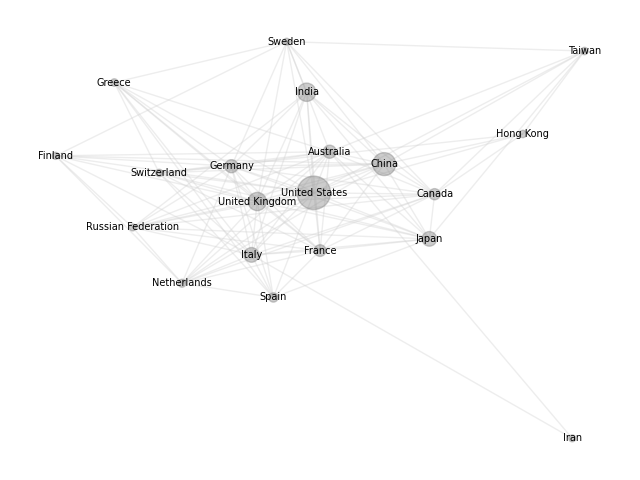 Sweden
Taiwan
Greece
India
Hong Kong
Finland
Australia
Switzerland
Germany
China
United States
Canada
United Kingdom
Russian Federation
Japan
Italy
France
Netherlands
Spain
Iran